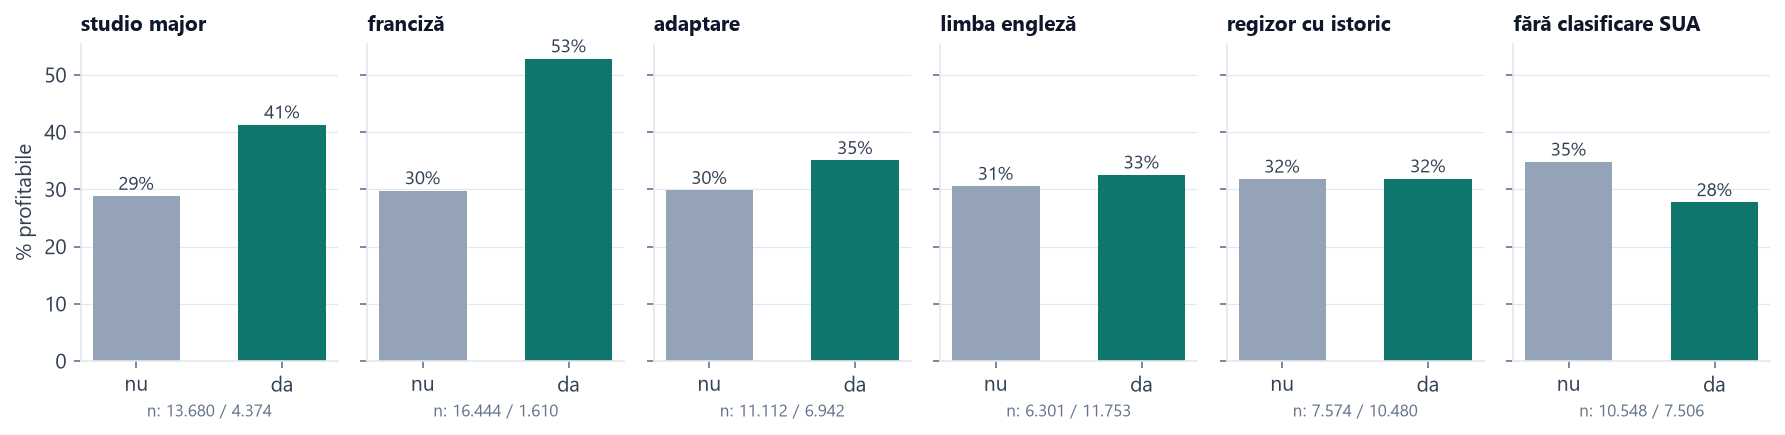 studio major
franciză
adaptare
limba engleză
regizor cu istoric
fără clasificare SUA
% profitabile
50
40
30
20
10
0
29%
41%
nu
da
n: 13.680 / 4.374
30%
53%
nu
da
n: 16.444 / 1.610
30%
35%
nu
da
n: 11.112 / 6.942
31%
33%
nu
da
n: 6.301 / 11.753
32%
32%
nu
da
n: 7.574 / 10.480
35%
28%
nu
da
n: 10.548 / 7.506